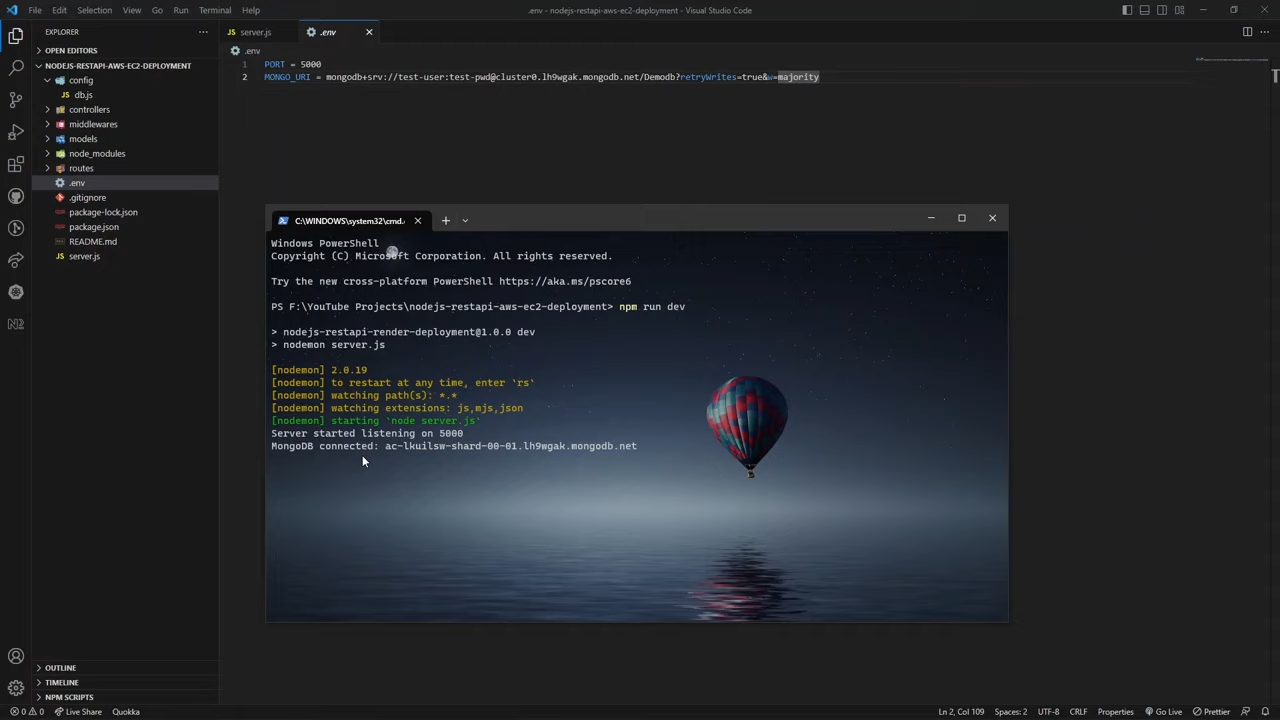 File Edit Selection View Go Run Terminal Help
.env - nodejs-restapi-aws-ec2-deployment - Visual Studio Code
EXPLORER
OPEN EDITORS
NODEJS-RESTAPI-AWS-EC2-DEPLOYMENT
config
db.js
controllers
middlewares
models
node_modules
routes
.env
.gitignore
package-lock.json
package.json
README.md
server.js
OUTLINE
TIMELINE
NPM SCRIPTS
server.js .env
.env
1 PORT = 5000
2 MONGO_URI = mongodb+srv://test-user:test-pwd@cluster0.lh9wgak.mongodb.net/Demodb?retryWrites=true&w=majority
C:\WINDOWS\system32\cmd.
Windows PowerShell
Copyright (C) Microsoft Corporation. All rights reserved.
Try the new cross-platform PowerShell https://aka.ms/pscore6
PS F:\YouTube Projects\nodejs-restapi-aws-ec2-deployment> npm run dev
> nodejs-restapi-render-deployment@1.0.0 dev
> nodemon server.js
[nodemon] 2.0.19
[nodemon] to restart at any time, enter `rs`
[nodemon] watching path(s): *.*
[nodemon] watching extensions: js,mjs,json
[nodemon] starting `node server.js`
Server started listening on 5000
MongoDB connected: ac-lkuilsw-shard-00-01.lh9wgak.mongodb.net
0 0 Live Share Quokka
Ln 2, Col 109 Spaces: 2 UTF-8 CRLF Properties Go Live Prettier